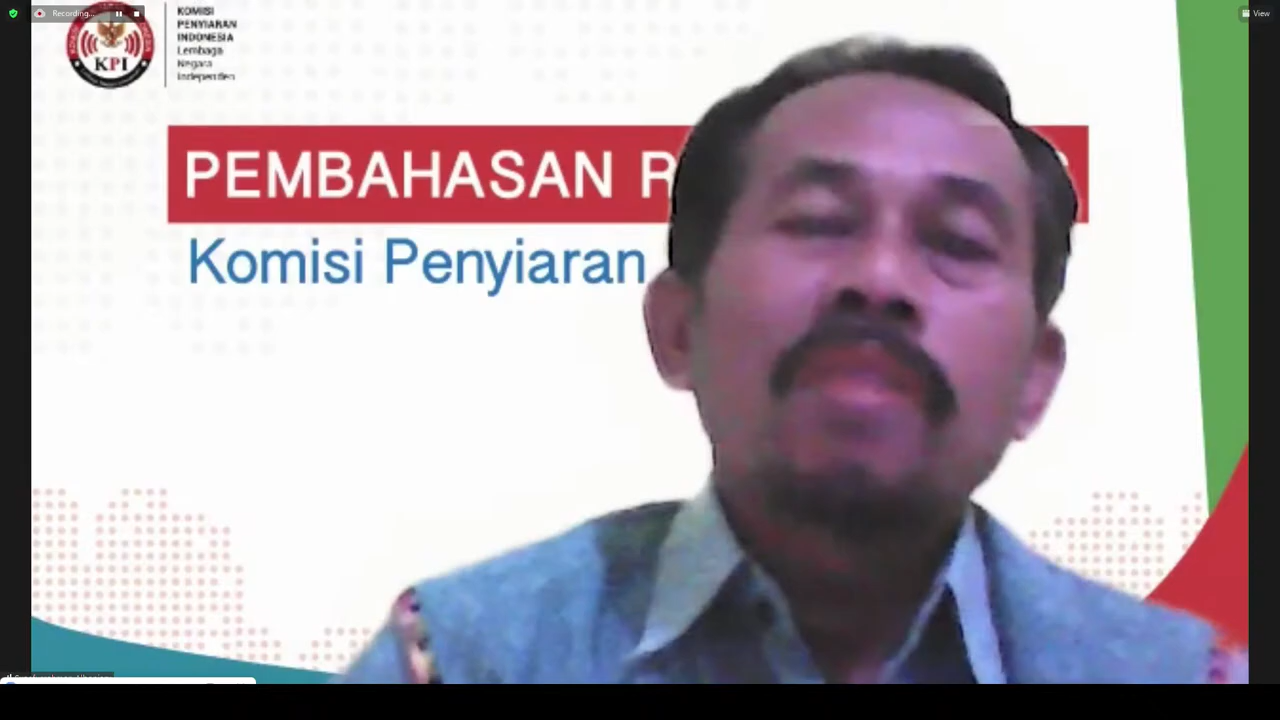 Recording...
View
KOMISI
PENYIARAN
INDONESIA
Lembaga
Negara
Independen
KPI
PEMBAHASAN R
Komisi Penyiaran